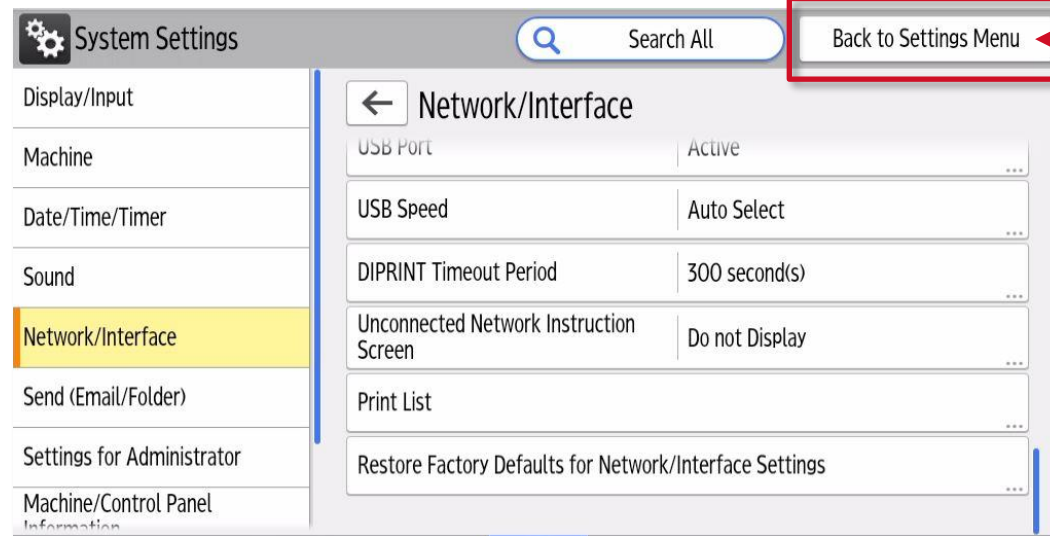 System Settings
Search All
Back to Settings Menu
Display/Input
Machine
Date/Time/Timer
Sound
Network/Interface
Send (Email/Folder)
Settings for Administrator
Machine/Control Panel
Information
Network/Interface
USB Port Active
...
USB Speed Auto Select
...
DIPRINT Timeout Period 300 second(s)
...
Unconnected Network Instruction
Screen Do not Display
...
Print List
...
Restore Factory Defaults for Network/Interface Settings
...